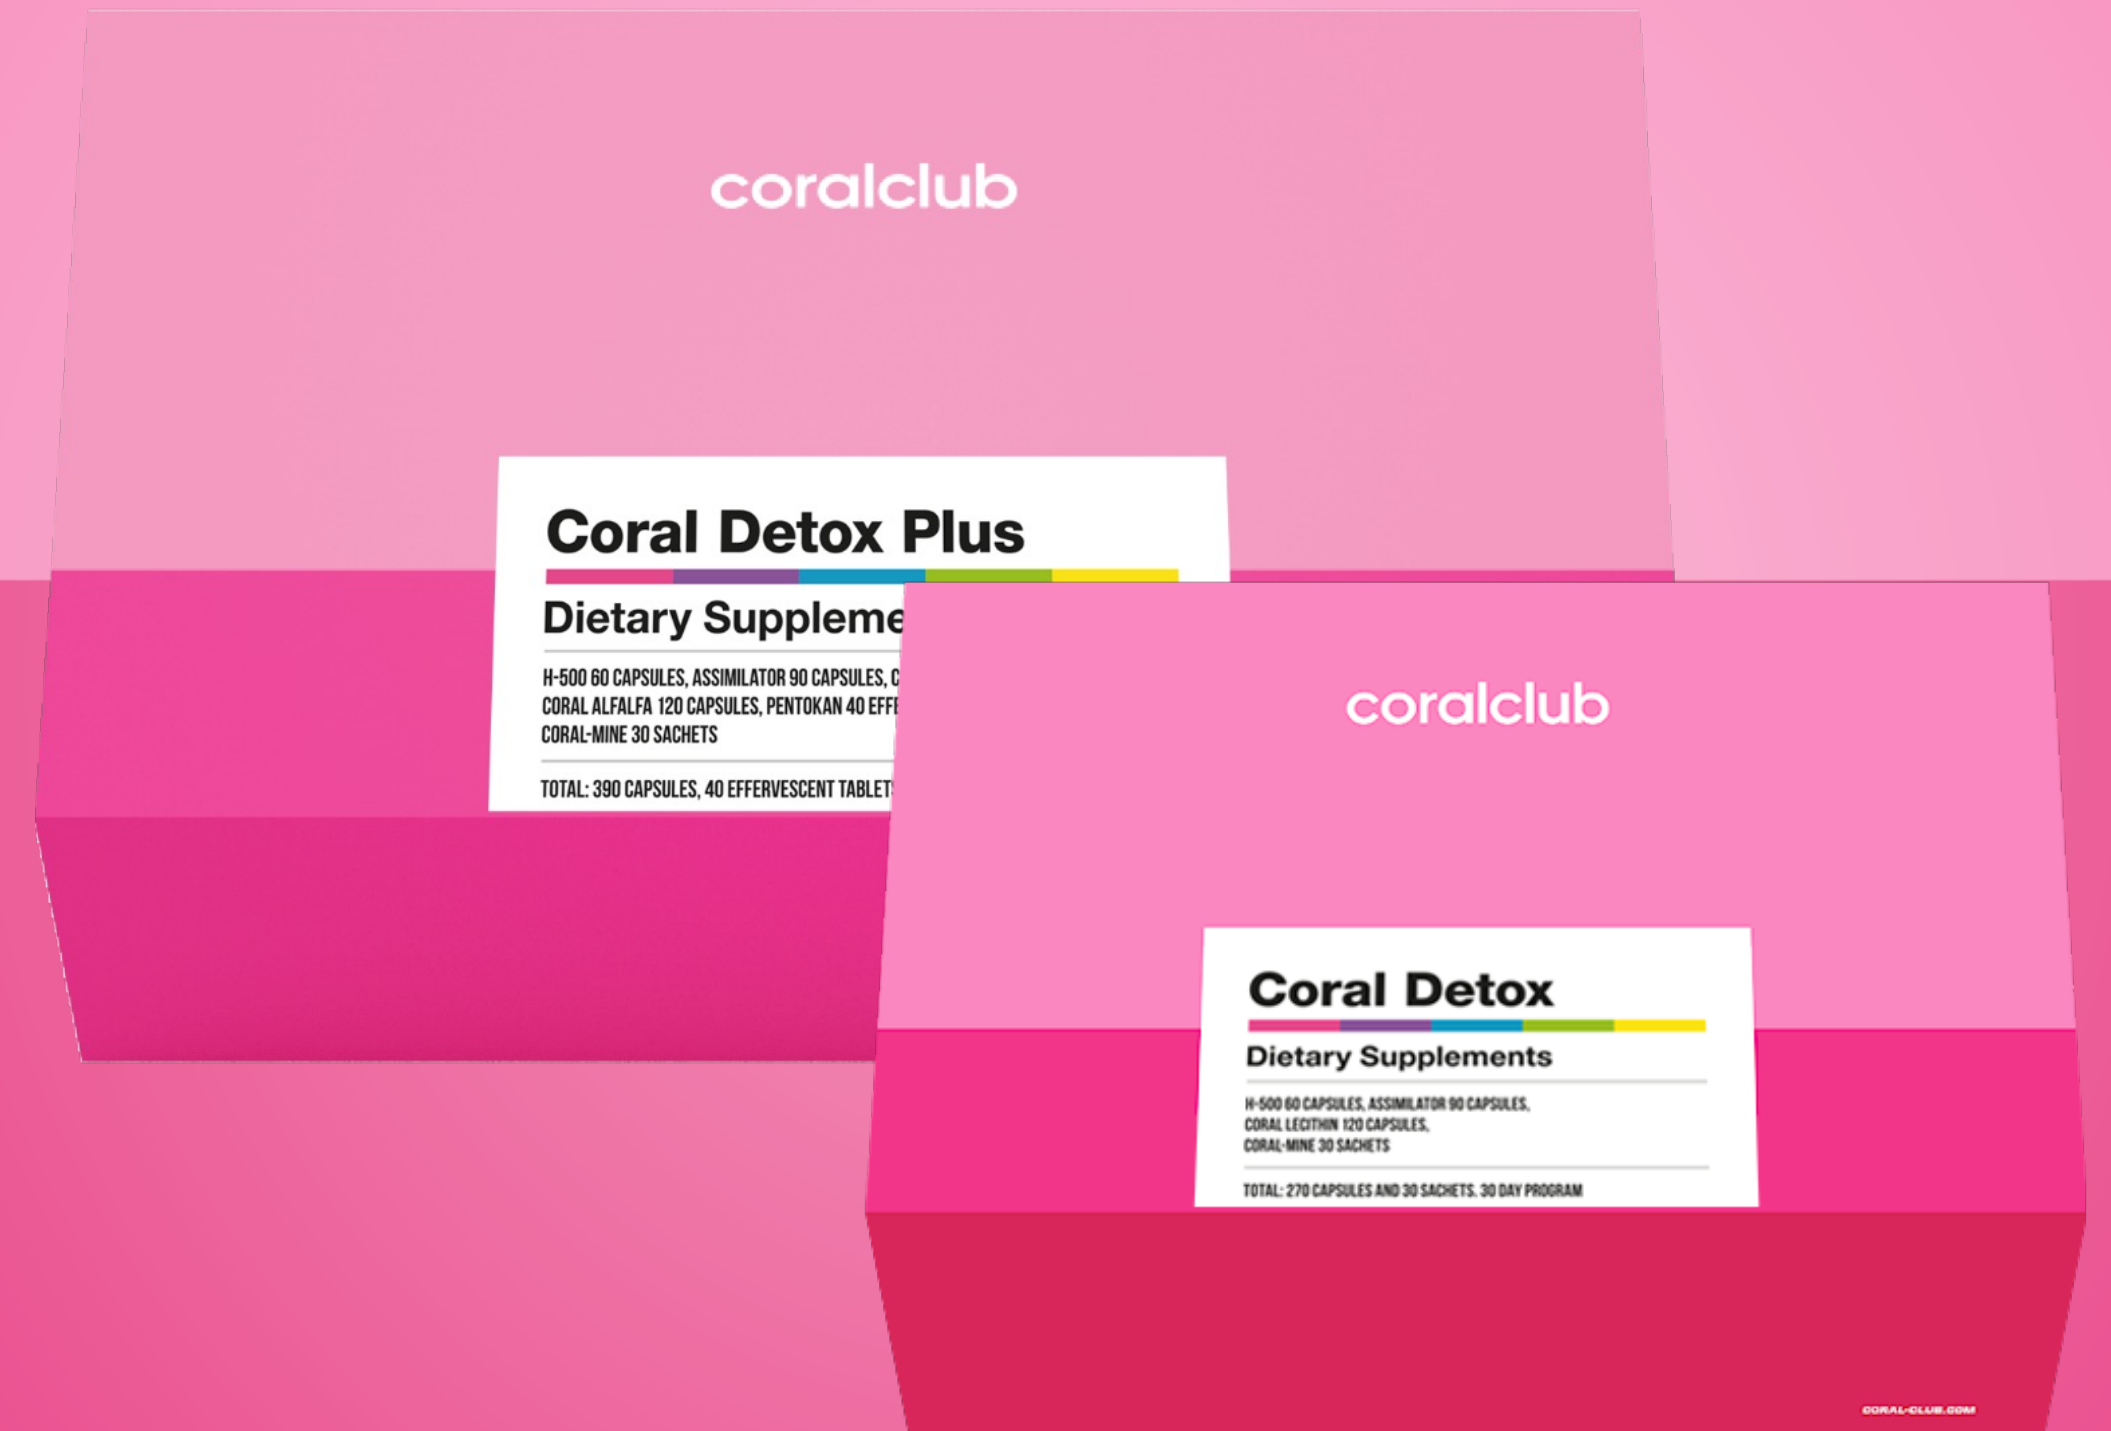 coralclub
Coral Detox Plus
Dietary Suppleme
H-500 60 CAPSULES, ASSIMILATOR 90 CAPSULES, C
CORAL ALFALFA 120 CAPSULES, PENTOKAN 40 EFFE
CORAL-MINE 30 SACHETS
TOTAL: 390 CAPSULES, 40 EFFERVESCENT TABLETS
coralclub
Coral Detox
Dietary Supplements
H-500 60 CAPSULES, ASSIMILATOR 90 CAPSULES,
CORAL LECITHIN 120 CAPSULES,
CORAL-MINE 30 SACHETS
TOTAL: 270 CAPSULES AND 30 SACHETS. 30 DAY PROGRAM
CORAL-CLUB.COM